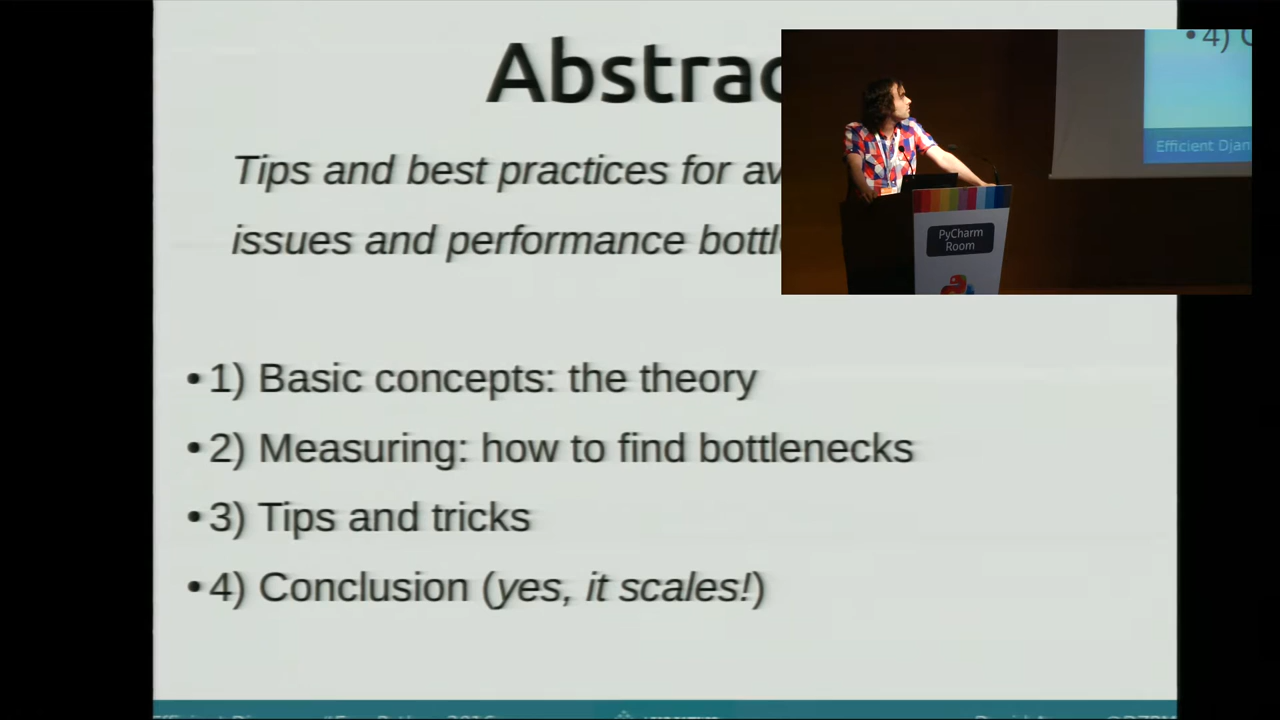 Abstrac
Tips and best practices for av
issues and performance bottl
• 1) Basic concepts: the theory
• 2) Measuring: how to find bottlenecks
• 3) Tips and tricks
• 4) Conclusion (yes, it scales!)
• 4) C
Efficient Djan
PyCharm
Room